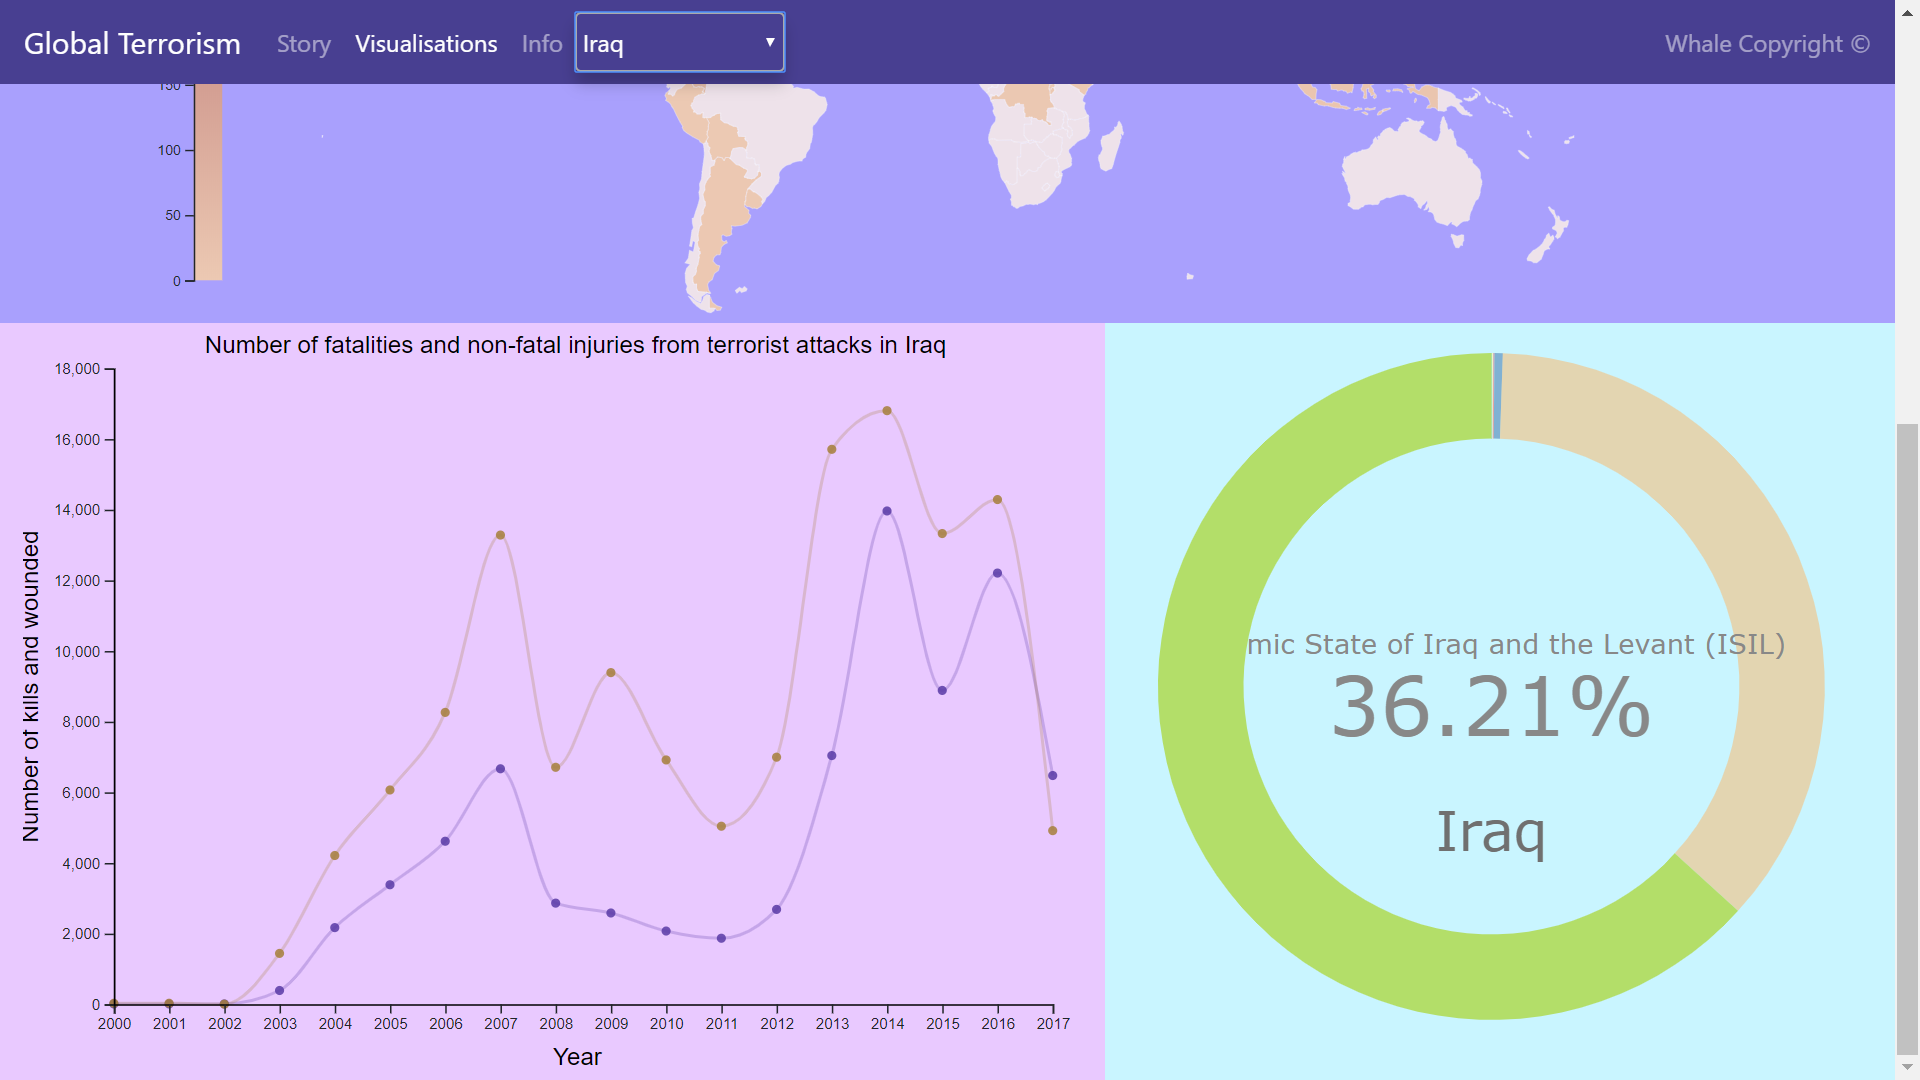 Global Terrorism Story Visualisations Info Iraq Whale Copyright ©
150
100
50
0
Number of fatalities and non-fatal injuries from terrorist attacks in Iraq
18,000
16,000
14,000
12,000
10,000
8,000
6,000
4,000
2,000
0
Number of kills and wounded
2000 2001 2002 2003 2004 2005 2006 2007 2008 2009 2010 2011 2012 2013 2014 2015 2016 2017
Year
mic State of Iraq and the Levant (ISIL)
36.21%
Iraq